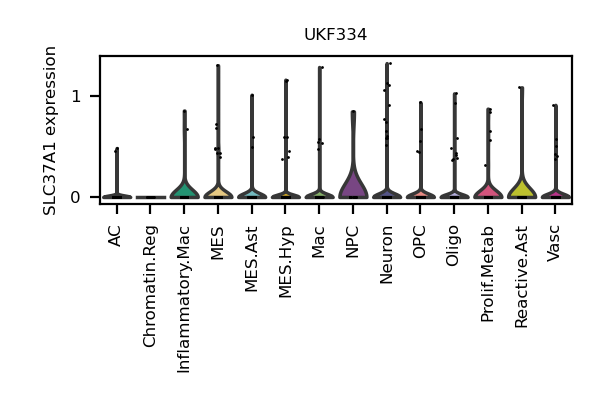 UKF334
SLC37A1 expression
1
0
AC
Chromatin.Reg
Inflammatory.Mac
MES
MES.Ast
MES.Hyp
Mac
NPC
Neuron
OPC
Oligo
Prolif.Metab
Reactive.Ast
Vasc